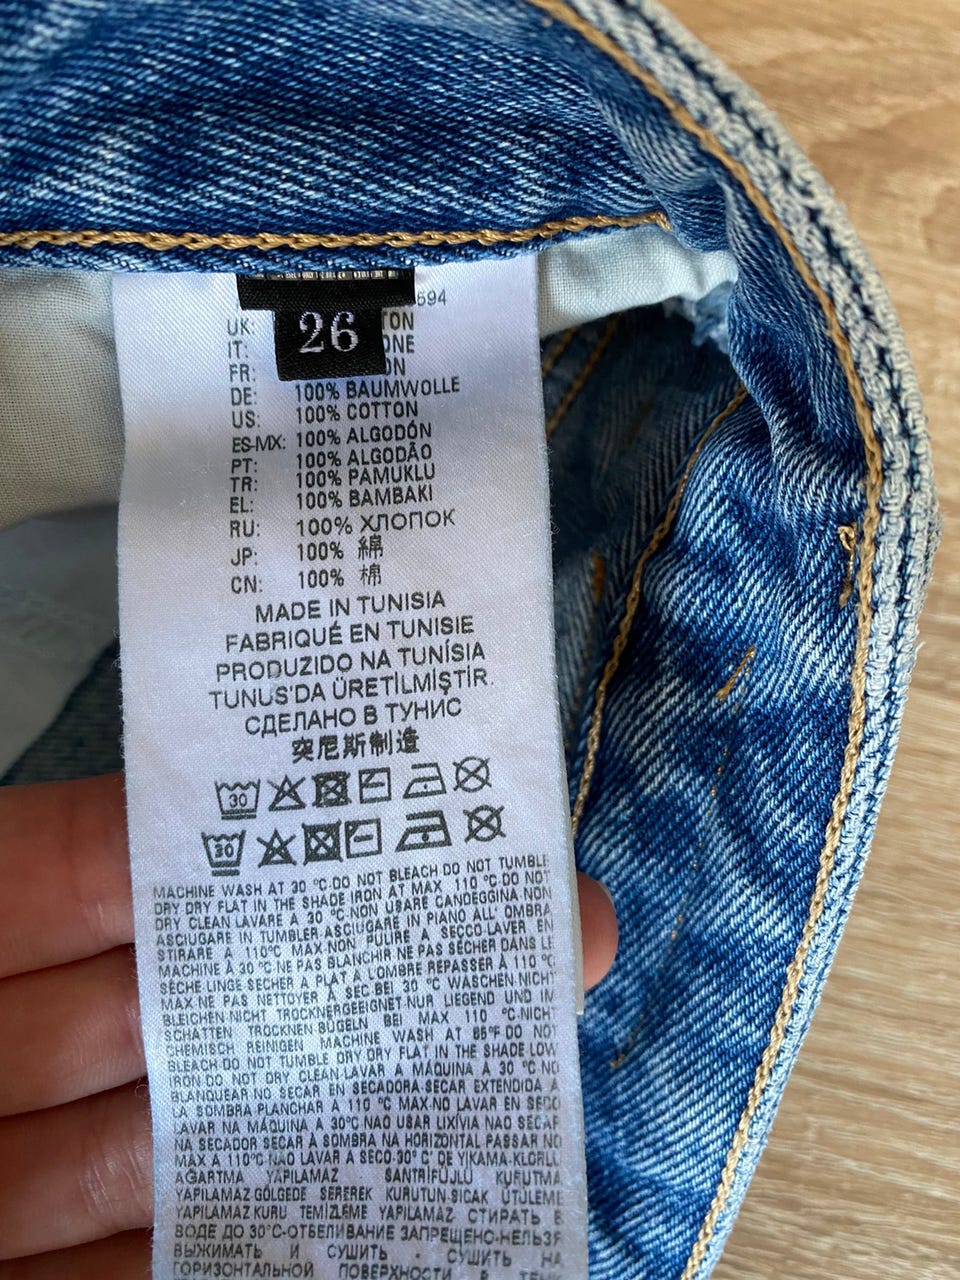 594
26
UK: TON
IT: ONE
FR: ON
DE: 100% BAUMWOLLE
US: 100% COTTON
ES-MX: 100% ALGODÓN
PT: 100% ALGODÃO
TR: 100% PAMUKLU
EL: 100% BAMBAKI
RU: 100% ХЛОПОК
JP: 100% 綿
CN: 100% 棉
MADE IN TUNISIA
FABRIQUÉ EN TUNISIE
PRODUZIDO NA TUNÍSIA
TUNUS'DA ÜRETİLMİŞTİR.
СДЕЛАНО В ТУНИС
突尼斯制造
30
30
MACHINE WASH AT 30 °C-DO NOT BLEACH DO NOT TUMBLE
DRY DRY FLAT IN THE SHADE IRON AT MAX 110 °C-DO NOT
DRY CLEAN LAVARE A 30 °C-NON USARE CANDEGGINA NON
ASCIUGARE IN TUMBLER ASCIUGARE IN PIANO ALL' OMBRA
STIRARE A 110°C MAX-NON PULIRE A SECCO-LAVER EN
MACHINE À 30 °C NE PAS BLANCHIR NE PAS SÉCHER DANS LE
SÈCHE LINGE SÉCHER A PLAT A L'OMBRE REPASSER À 110 °C
MAX NE PAS NETTOYER À SEC BEI 30 °C WASCHEN-NICHT
BLEICHEN-NICHT TROCKNERGEEIGNET-NUR LIEGEND UND IM
SCHATTEN TROCKNEN-BÜGELN BEI MAX 110 °C-NICHT
CHEMISCH REINIGEN MACHINE WASH AT 85°F DO NOT
BLEACH DO NOT TUMBLE DRY DRY FLAT IN THE SHADE LOW
IRON DO NOT DRY CLEAN LAVAR A MÁQUINA A 30 °C NO
BLANQUEAR NO SECAR EN SECADORA-SECAR EXTENDIDA A
LA SOMBRA PLANCHAR A 110 °C MAX-NO LAVAR EN SECO
LAVAR NA MÁQUINA A 30°C NÃO USAR LIXÍVIA NÃO SECAR
NA SECADOR SECAR À SOMBRA NA HORIZONTAL PASSAR NO
MÁX A 110°C NÃO LAVAR A SECO-30° C' DE YIKAMA-KLORLU
AĞARTMA YAPILAMAZ SANTRİFÜJLÜ KURUTMA
YAPILAMAZ-GÖLGEDE SEREREK KURUTUN-SICAK ÜTÜLEME
YAPILAMAZ KURU TEMİZLEME YAPILAMAZ СТИРАТЬ В
ВОДЕ ДО 30°C-ОТБЕЛИВАНИЕ ЗАПРЕЩЕНО-НЕЛЬЗЯ
ВЫЖИМАТЬ И СУШИТЬ - СУШИТЬ НА
ГОРИЗОНТАЛЬНОЙ ПОВЕРХНОСТИ В